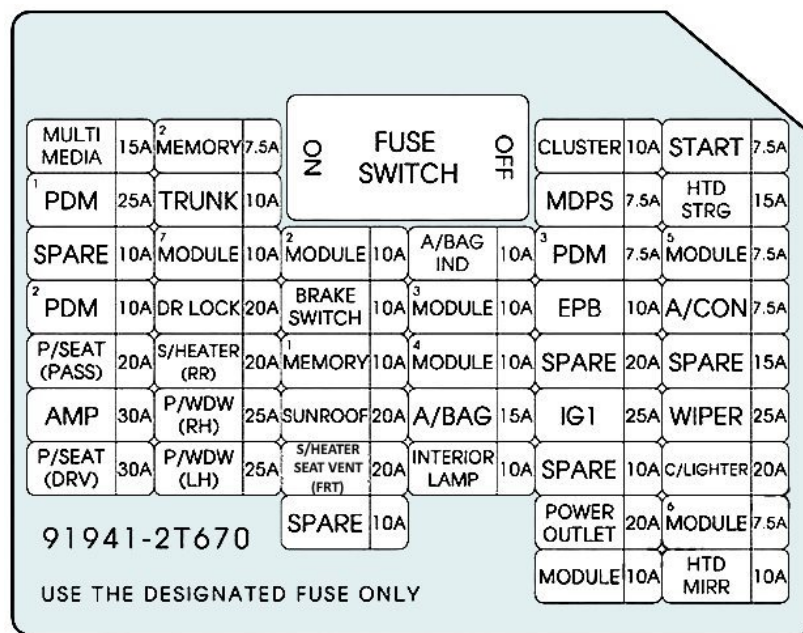 FUSE SWITCH
ON
OFF
MULTI MEDIA 15A
2 MEMORY 7.5A
CLUSTER 10A
START 7.5A
1 PDM 25A
TRUNK 10A
MDPS 7.5A
HTD STRG 15A
SPARE 10A
7 MODULE 10A
2 MODULE 10A
A/BAG IND 10A
3 PDM 7.5A
5 MODULE 7.5A
2 PDM 10A
DR LOCK 20A
BRAKE SWITCH 10A
3 MODULE 10A
EPB 10A
A/CON 7.5A
P/SEAT (PASS) 20A
S/HEATER (RR) 20A
1 MEMORY 10A
4 MODULE 10A
SPARE 20A
SPARE 15A
AMP 30A
P/WDW (RH) 25A
SUNROOF 20A
A/BAG 15A
IG1 25A
WIPER 25A
P/SEAT (DRV) 30A
P/WDW (LH) 25A
S/HEATER SEAT VENT (FRT) 20A
INTERIOR LAMP 10A
SPARE 10A
C/LIGHTER 20A
SPARE 10A
POWER OUTLET 20A
6 MODULE 7.5A
MODULE 10A
HTD MIRR 10A
91941-2T670
USE THE DESIGNATED FUSE ONLY